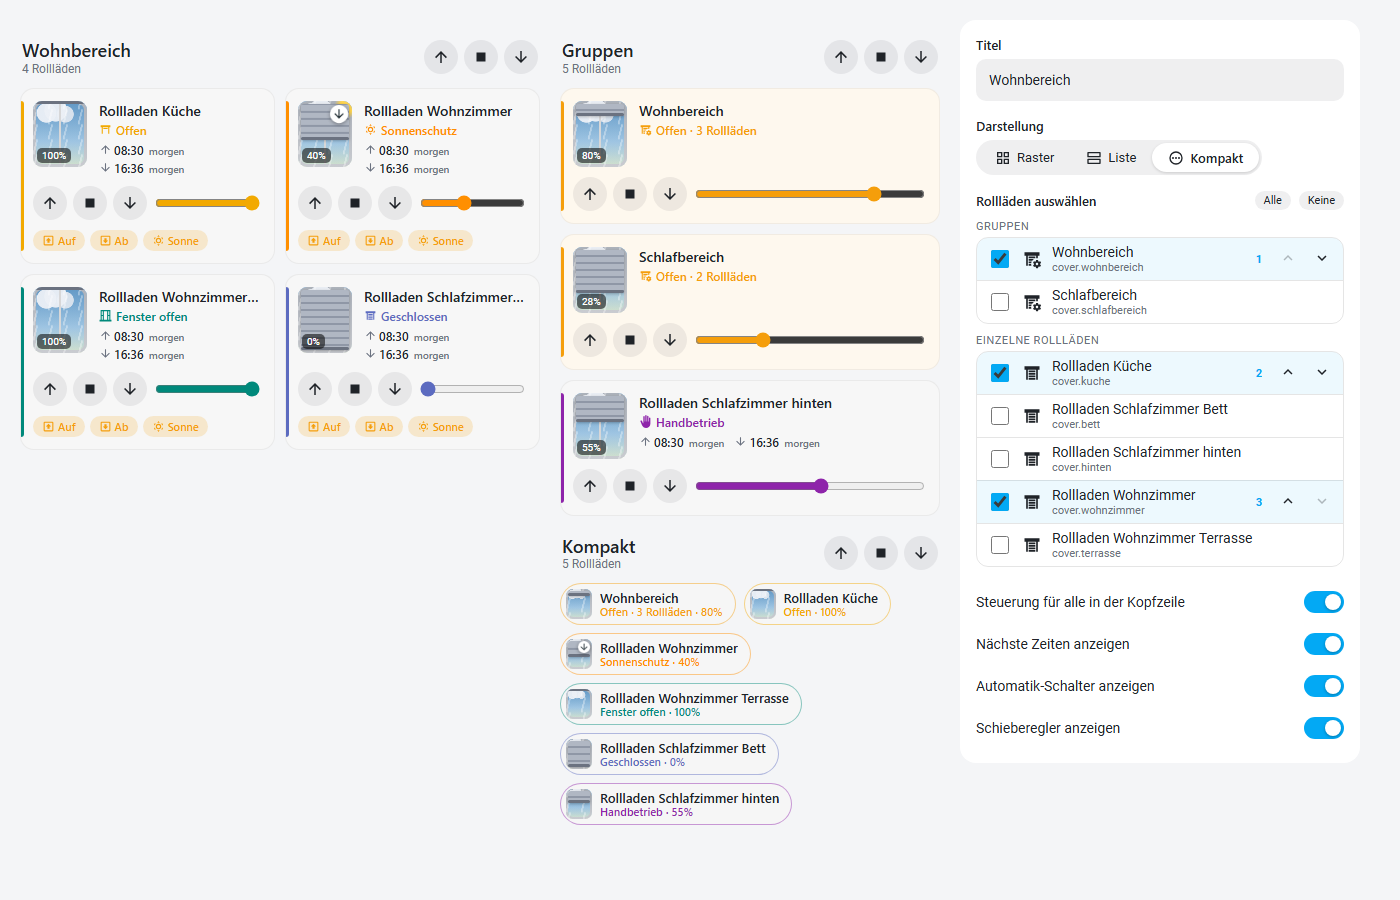 Wohnbereich
4 Rollläden
Rollladen Küche
Offen
08:30 morgen
16:36 morgen
100%
Auf
Ab
Sonne
Rollladen Wohnzimmer
Sonnenschutz
08:30 morgen
16:36 morgen
40%
Auf
Ab
Sonne
Rollladen Wohnzimmer...
Fenster offen
08:30 morgen
16:36 morgen
100%
Auf
Ab
Sonne
Rollladen Schlafzimmer...
Geschlossen
08:30 morgen
16:36 morgen
0%
Auf
Ab
Sonne
Gruppen
5 Rollläden
Wohnbereich
Offen · 3 Rollläden
80%
Schlafbereich
Offen · 2 Rollläden
28%
Rollladen Schlafzimmer hinten
Handbetrieb
08:30 morgen 16:36 morgen
55%
Kompakt
5 Rollläden
Wohnbereich
Offen · 3 Rollläden · 80%
Rollladen Küche
Offen · 100%
Rollladen Wohnzimmer
Sonnenschutz · 40%
Rollladen Wohnzimmer Terrasse
Fenster offen · 100%
Rollladen Schlafzimmer Bett
Geschlossen · 0%
Rollladen Schlafzimmer hinten
Handbetrieb · 55%
Titel
Wohnbereich
Darstellung
Raster
Liste
Kompakt
Rollläden auswählen
Alle
Keine
GRUPPEN
Wohnbereich
cover.wohnbereich
1
Schlafbereich
cover.schlafbereich
EINZELNE ROLLLÄDEN
Rollladen Küche
cover.kuche
2
Rollladen Schlafzimmer Bett
cover.bett
Rollladen Schlafzimmer hinten
cover.hinten
Rollladen Wohnzimmer
cover.wohnzimmer
3
Rollladen Wohnzimmer Terrasse
cover.terrasse
Steuerung für alle in der Kopfzeile
Nächste Zeiten anzeigen
Automatik-Schalter anzeigen
Schieberegler anzeigen